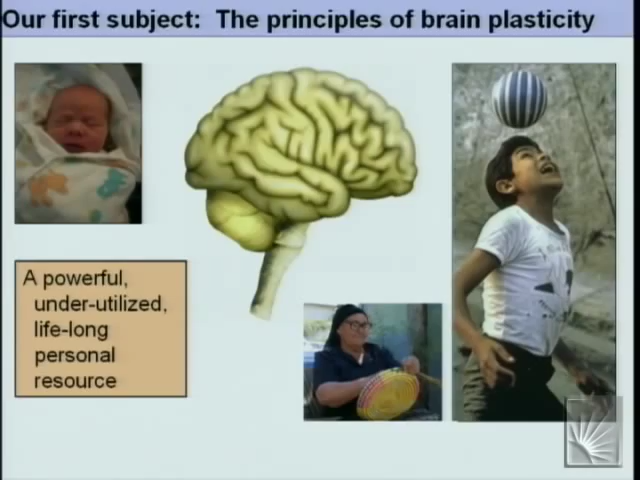 Our first subject:  The principles of brain plasticity
A powerful,
under-utilized,
life-long
personal
resource